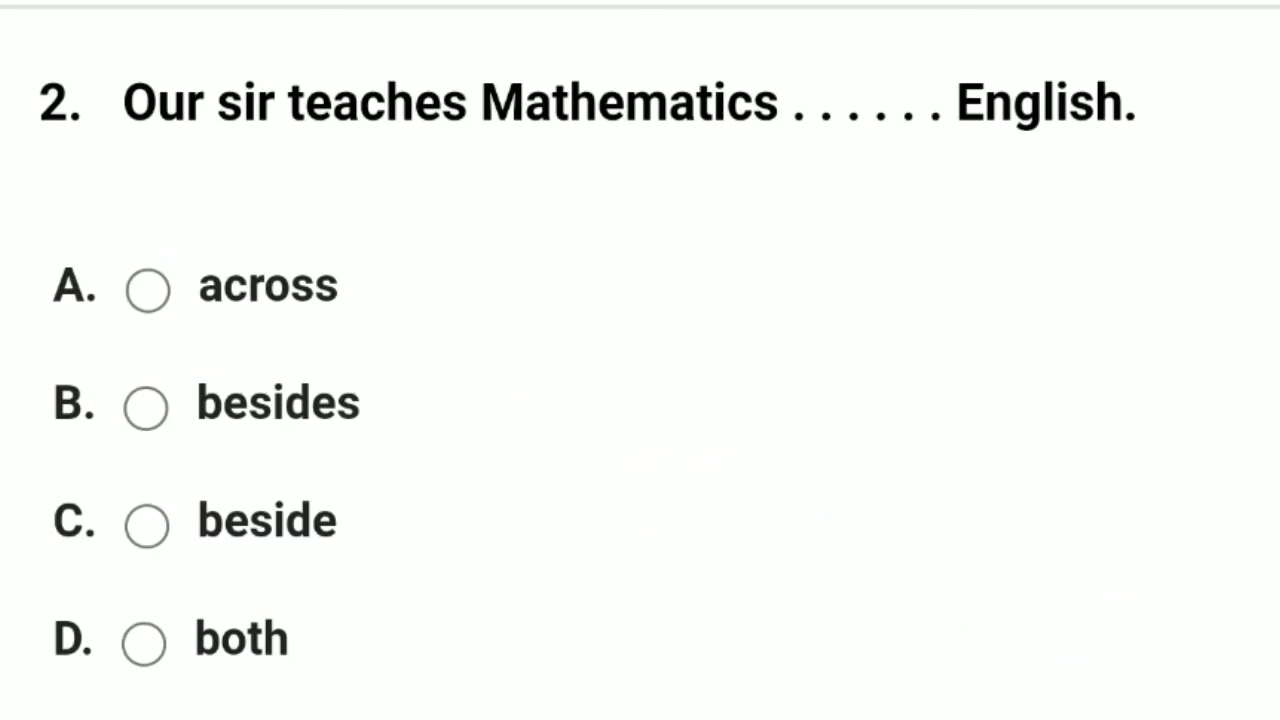 2. Our sir teaches Mathematics . . . . . . English.
A. across
B. besides
C. beside
D. both